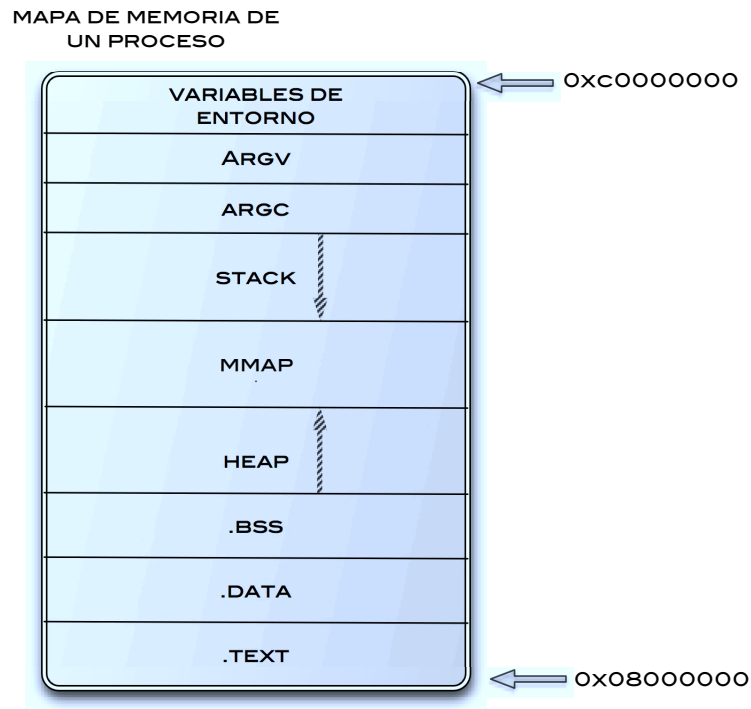 MAPA DE MEMORIA DE
UN PROCESO
0xc0000000
VARIABLES DE
ENTORNO
ARGV
ARGC
STACK
MMAP
HEAP
.BSS
.DATA
.TEXT
0x08000000